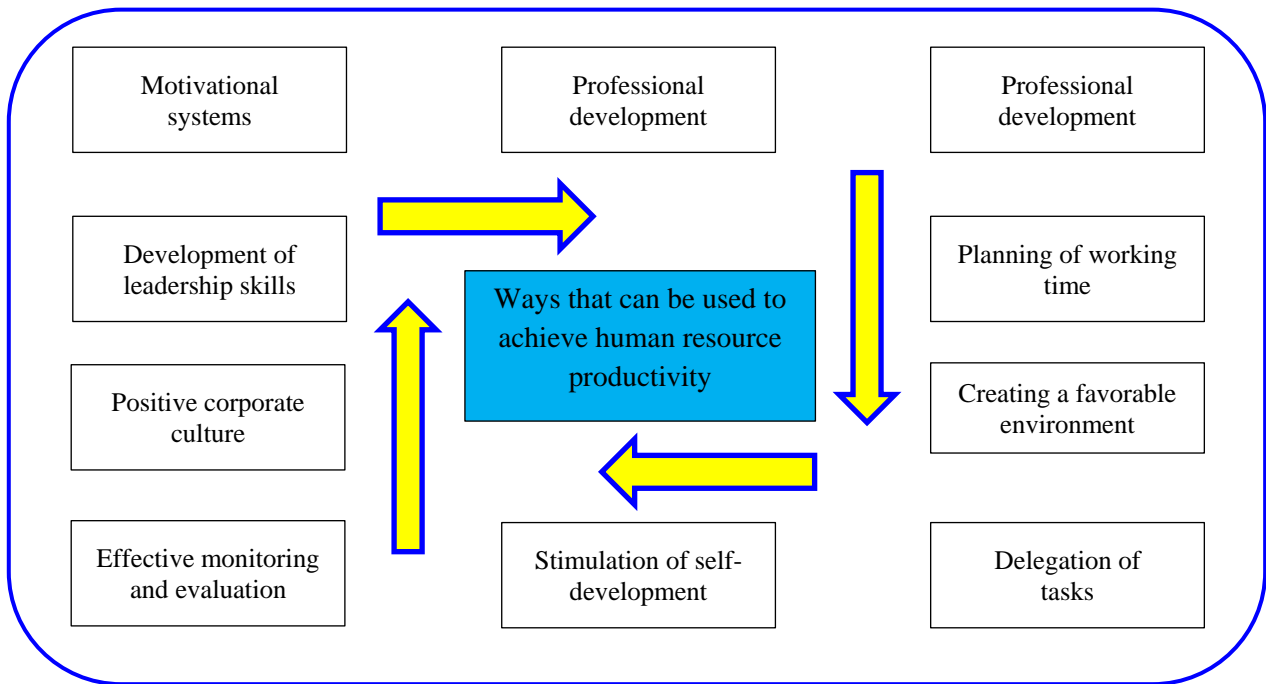 Motivational
systems
Professional
development
Professional
development
Development of
leadership skills
Planning of working
time
Ways that can be used to
achieve human resource
productivity
Positive corporate
culture
Creating a favorable
environment
Effective monitoring
and evaluation
Stimulation of self-
development
Delegation of
tasks